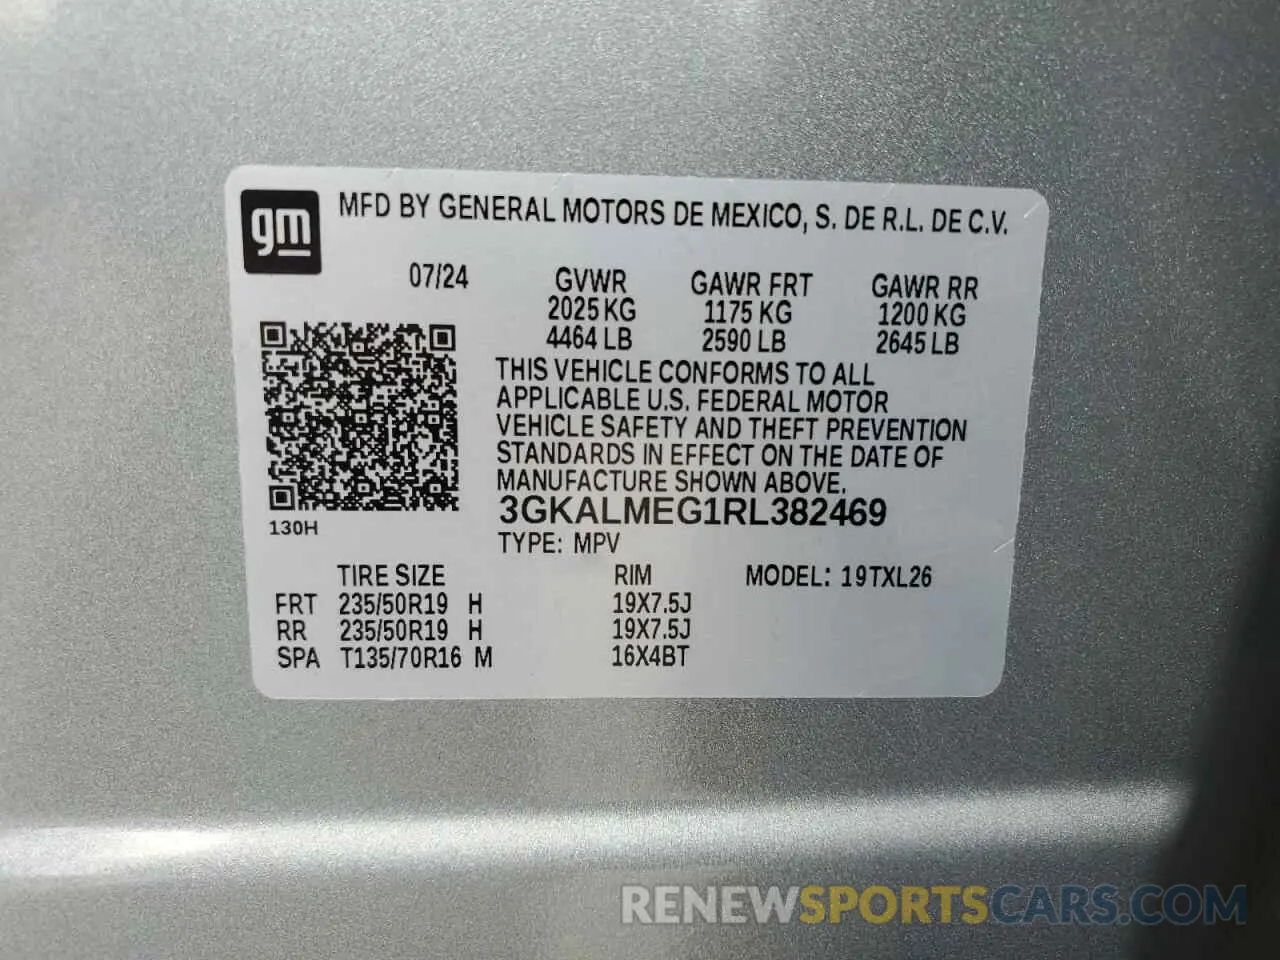 gm
MFD BY GENERAL MOTORS DE MEXICO, S. DE R.L. DE C.V.
07/24
GVWR GAWR FRT GAWR RR
2025 KG 1175 KG 1200 KG
4464 LB 2590 LB 2645 LB
THIS VEHICLE CONFORMS TO ALL
APPLICABLE U.S. FEDERAL MOTOR
VEHICLE SAFETY AND THEFT PREVENTION
STANDARDS IN EFFECT ON THE DATE OF
MANUFACTURE SHOWN ABOVE.
3GKALMEG1RL382469
130H
TYPE: MPV
TIRE SIZE RIM MODEL: 19TXL26
FRT 235/50R19 H 19X7.5J
RR 235/50R19 H 19X7.5J
SPA T135/70R16 M 16X4BT
RENEWSPORTSCARS.COM